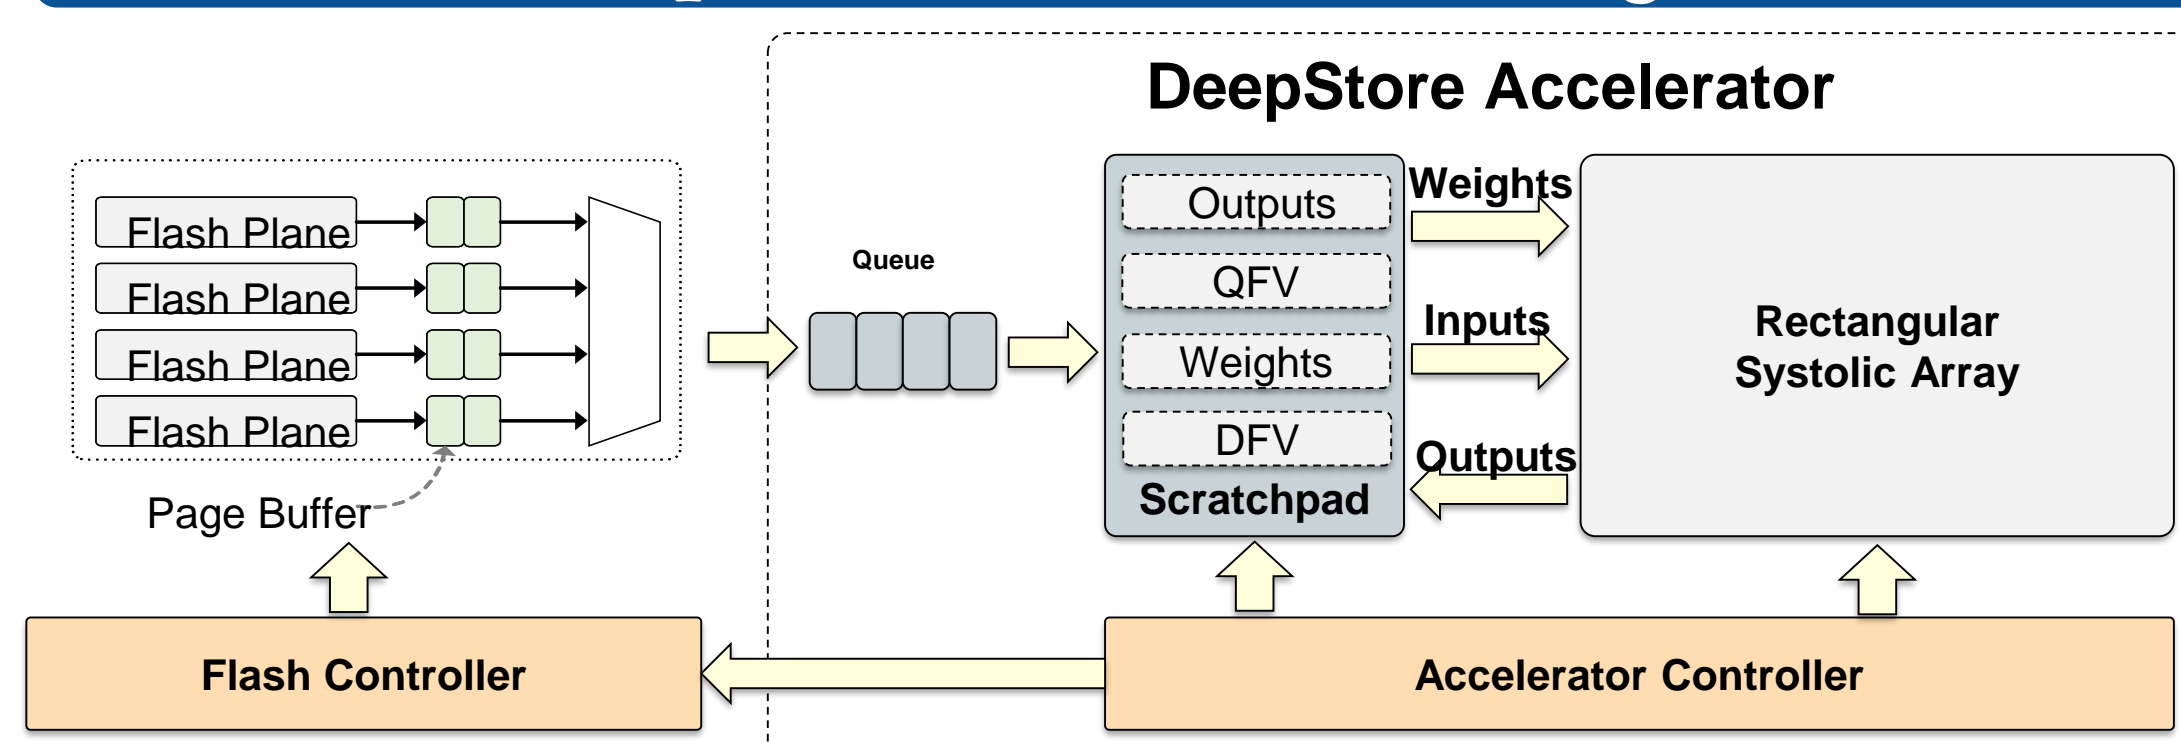 DeepStore Accelerator
Flash Plane
Flash Plane
Flash Plane
Flash Plane
Page Buffer
Queue
Outputs
QFV
Weights
DFV
Scratchpad
Weights
Inputs
Outputs
Rectangular
Systolic Array
Flash Controller
Accelerator Controller